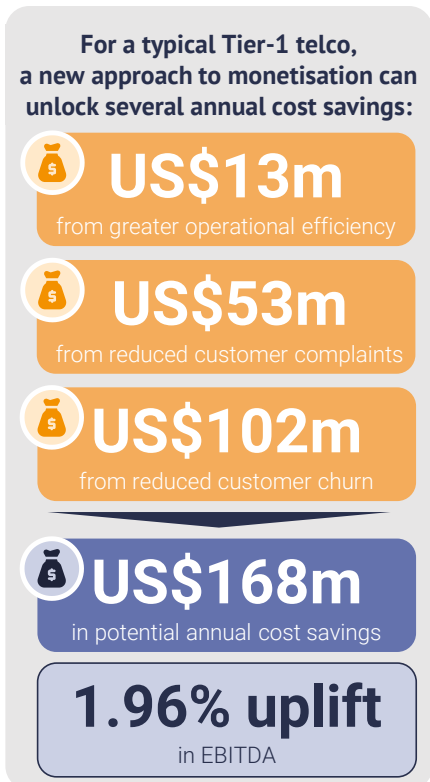 For a typical Tier-1 telco,
a new approach to monetisation can
unlock several annual cost savings:
$
US$13m
from greater operational efficiency
$
US$53m
from reduced customer complaints
$
US$102m
from reduced customer churn
$
US$168m
in potential annual cost savings
1.96% uplift
in EBITDA